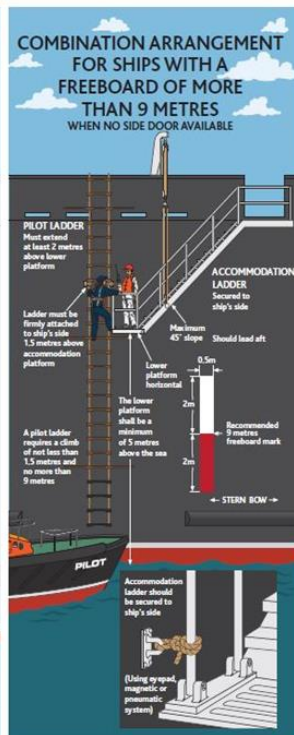 COMBINATION ARRANGEMENT
FOR SHIPS WITH A
FREEBOARD OF MORE
THAN 9 METRES
WHEN NO SIDE DOOR AVAILABLE
PILOT LADDER
Must extend
at least 2 metres
above lower
platform
ACCOMMODATION
LADDER
Secured to
ship's side
Ladder must be
firmly attached
to ship's side
1.5 metres above
accommodation
platform
Maximum
45° slope
Should lead aft
Lower
platform
horizontal
0.5m
2m
The lower
platform
shall be a
minimum
of 5 metres
above the sea
Recommended
9 metres
freeboard mark
A pilot ladder
requires a climb
of not less than
1.5 metres and
no more than
9 metres
2m
STERN BOW
PILOT
Accommodation
ladder should
be secured to
ship's side
(Using eyepad,
magnetic or
pneumatic
system)